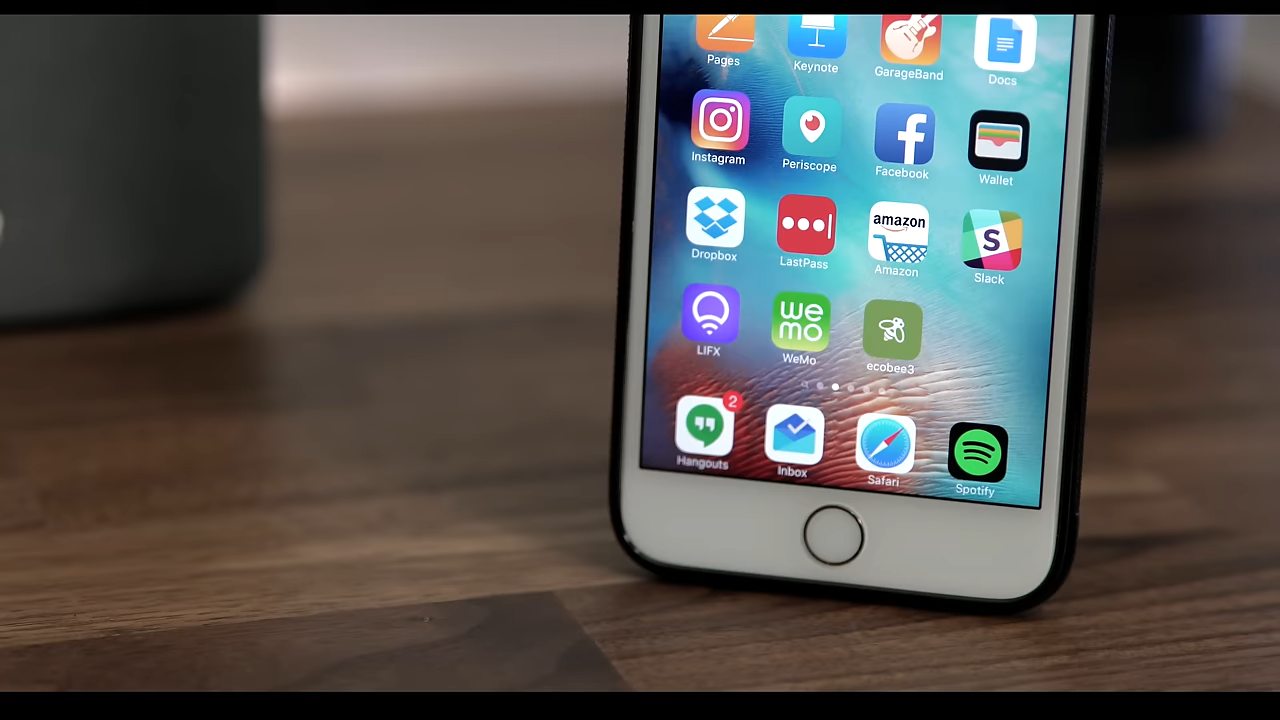 Pages Keynote GarageBand Docs
Instagram Periscope Facebook Wallet
amazon
S
Dropbox LastPass Amazon Slack
we
mo
LIFX WeMo ecobee3
2
Hangouts Inbox Safari Spotify